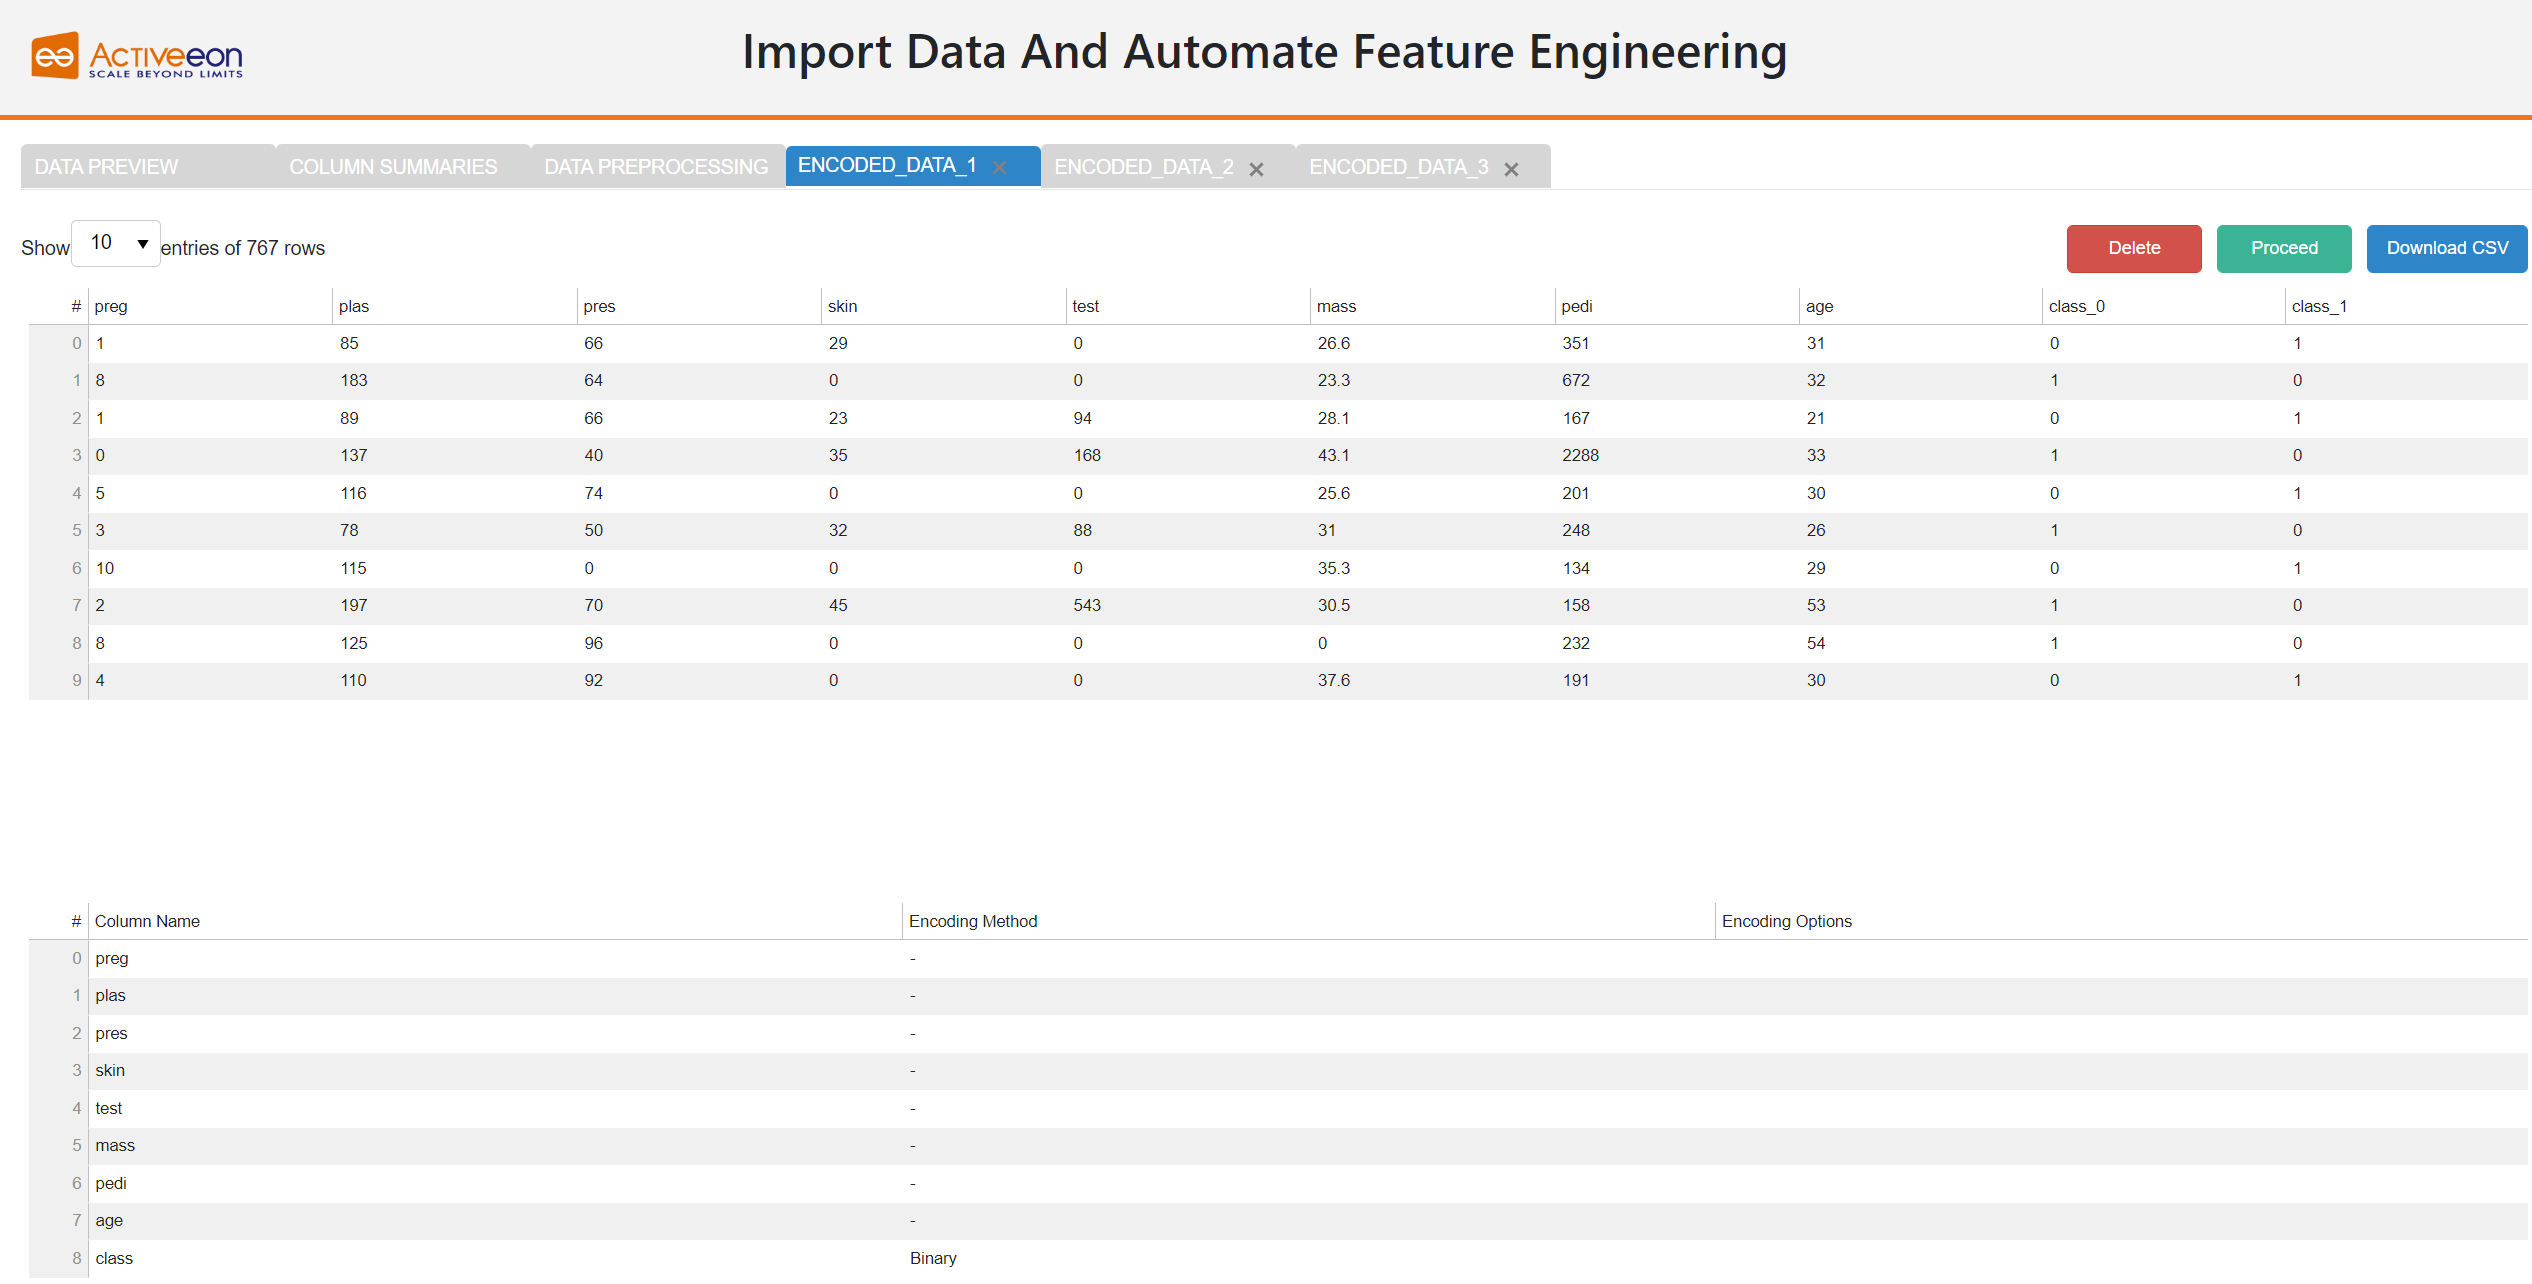 Activeeon
SCALE BEYOND LIMITS
Import Data And Automate Feature Engineering
DATA PREVIEW COLUMN SUMMARIES DATA PREPROCESSING ENCODED_DATA_1 × ENCODED_DATA_2 × ENCODED_DATA_3 ×
Show 10 ▼ entries of 767 rows Delete Proceed Download CSV
# preg plas pres skin test mass pedi age class_0 class_1
0 1 85 66 29 0 26.6 351 31 0 1
1 8 183 64 0 0 23.3 672 32 1 0
2 1 89 66 23 94 28.1 167 21 0 1
3 0 137 40 35 168 43.1 2288 33 1 0
4 5 116 74 0 0 25.6 201 30 0 1
5 3 78 50 32 88 31 248 26 1 0
6 10 115 0 0 0 35.3 134 29 0 1
7 2 197 70 45 543 30.5 158 53 1 0
8 8 125 96 0 0 0 232 54 1 0
9 4 110 92 0 0 37.6 191 30 0 1
# Column Name Encoding Method Encoding Options
0 preg -
1 plas -
2 pres -
3 skin -
4 test -
5 mass -
6 pedi -
7 age -
8 class Binary